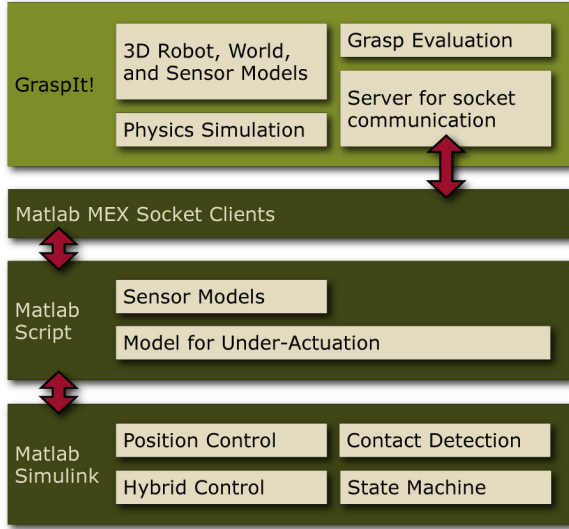 GraspIt!
3D Robot, World,
and Sensor Models
Grasp Evaluation
Physics Simulation
Server for socket
communication
Matlab MEX Socket Clients
Matlab
Script
Sensor Models
Model for Under-Actuation
Matlab
Simulink
Position Control
Contact Detection
Hybrid Control
State Machine